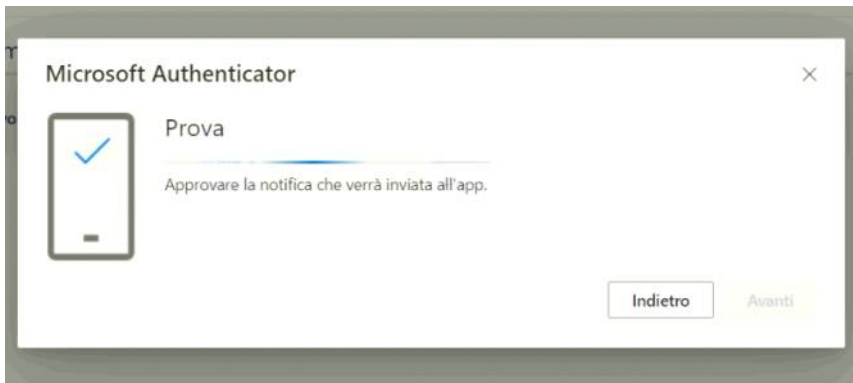 Microsoft Authenticator
Prova
Approvare la notifica che verrà inviata all'app.
Indietro
Avanti